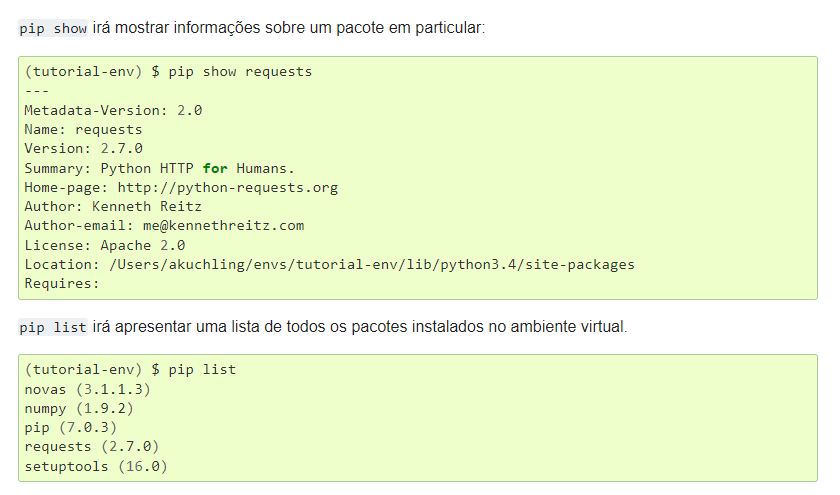 pip show irá mostrar informações sobre um pacote em particular:
(tutorial-env) $ pip show requests
---
Metadata-Version: 2.0
Name: requests
Version: 2.7.0
Summary: Python HTTP for Humans.
Home-page: http://python-requests.org
Author: Kenneth Reitz
Author-email: me@kennethreitz.com
License: Apache 2.0
Location: /Users/akuchling/envs/tutorial-env/lib/python3.4/site-packages
Requires:
pip list irá apresentar uma lista de todos os pacotes instalados no ambiente virtual.
(tutorial-env) $ pip list
novas (3.1.1.3)
numpy (1.9.2)
pip (7.0.3)
requests (2.7.0)
setuptools (16.0)